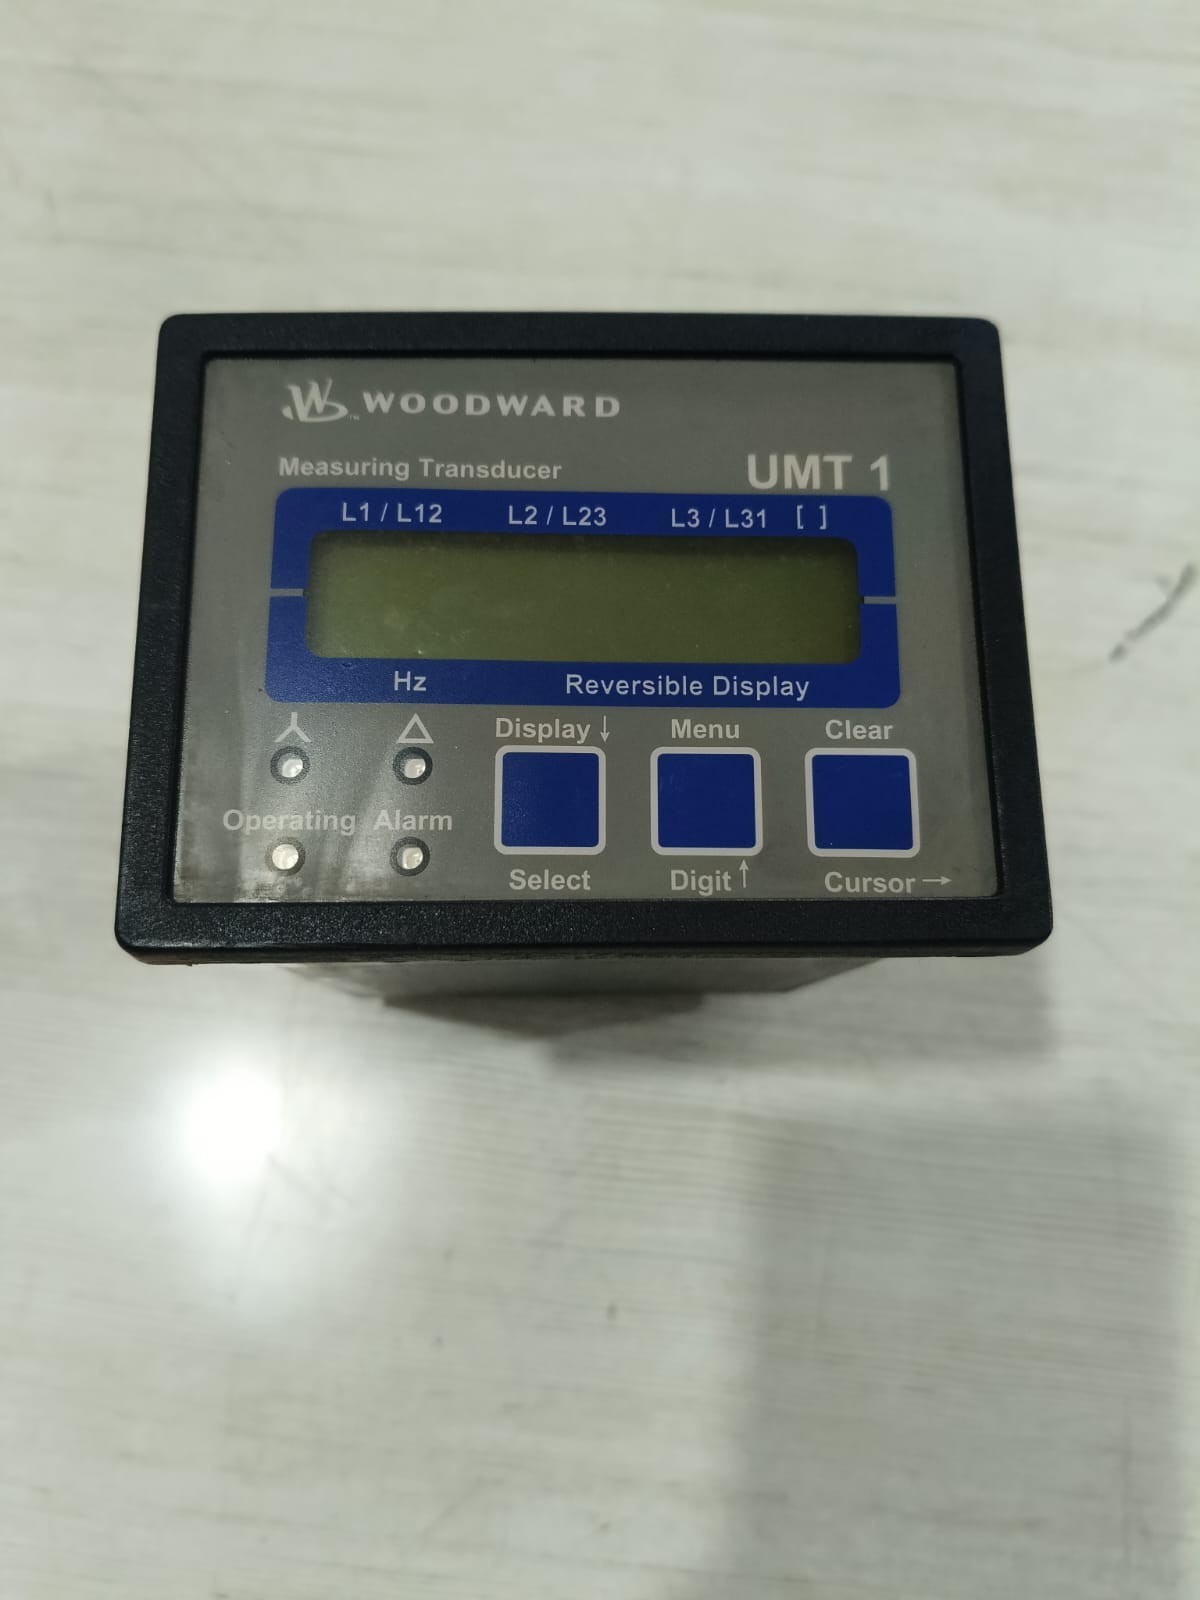 WOODWARD
Measuring Transducer UMT 1
L1 / L12 L2 / L23 L3 / L31 [ ]
Hz Reversible Display
Display ↓ Menu Clear
Operating Alarm
Select Digit ↑ Cursor →